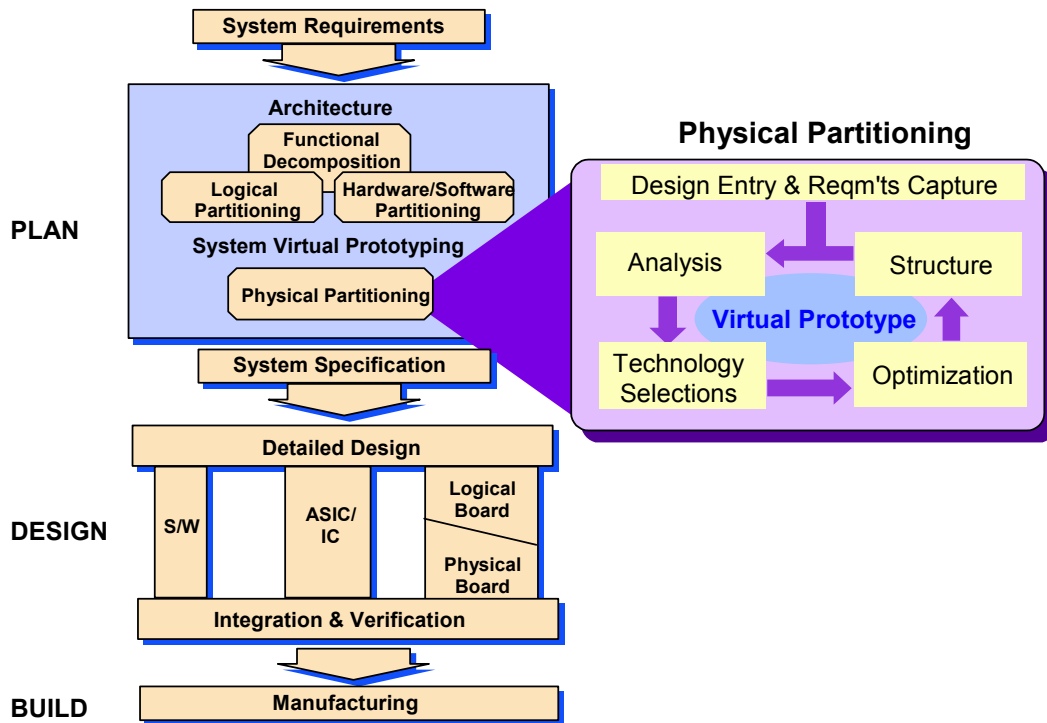 System Requirements
Architecture
Functional
Decomposition
Logical
Partitioning
Hardware/Software
Partitioning
PLAN
System Virtual Prototyping
Physical Partitioning
System Specification
Detailed Design
DESIGN
S/W
ASIC/
IC
Logical
Board
Physical
Board
Integration & Verification
BUILD
Manufacturing
Physical Partitioning
Design Entry & Reqm'ts Capture
Analysis
Structure
Virtual Prototype
Technology
Selections
Optimization